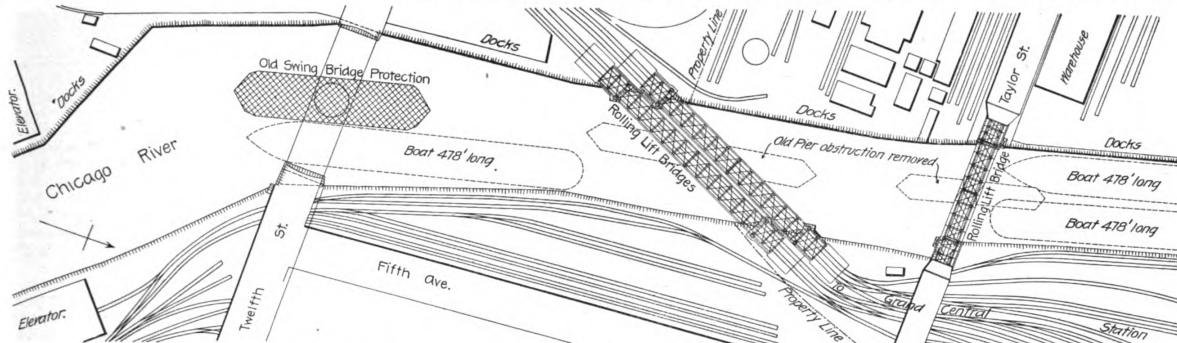 Elevator.
Docks
Chicago River
Old Swing Bridge Protection
Boat 478' long
Docks
Property Line
Rolling Lift Bridges
Old Pier obstruction removed
Docks
Taylor St.
Warehouse
Docks
Rolling Lift Bridge
Boat 478' long
Boat 478' long
Elevator.
Twelfth St.
Fifth Ave.
Property Line
To Grand Central Station